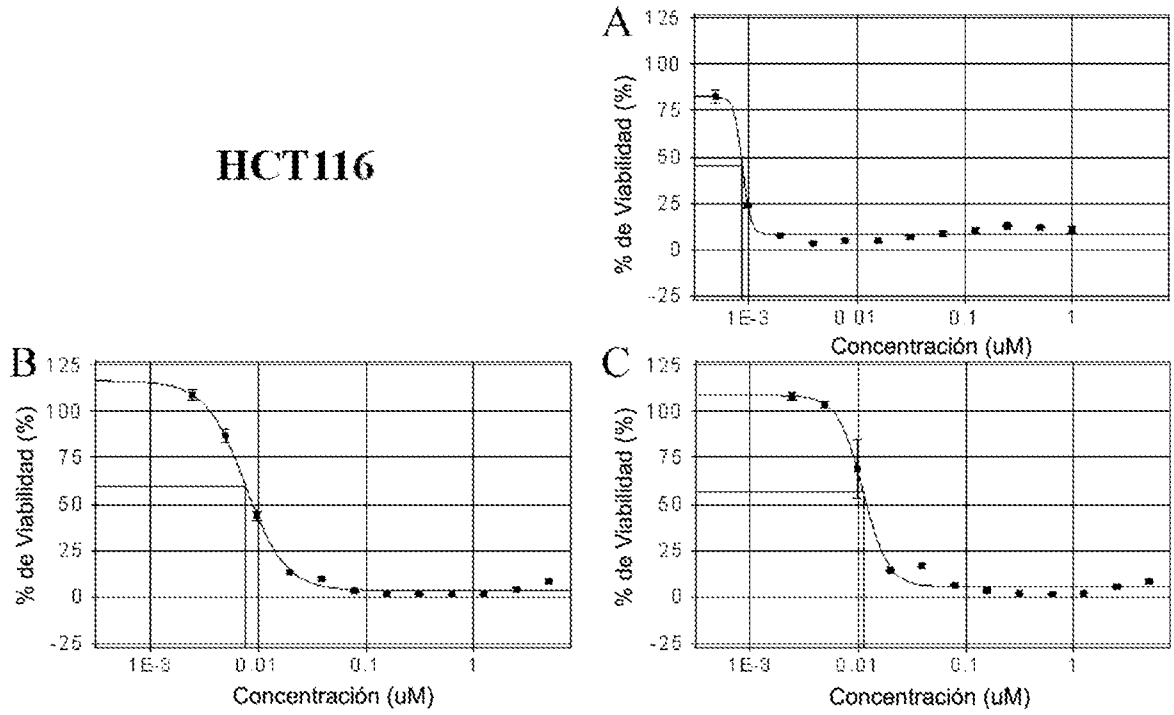 HCT116
A
% de Viabilidad (%)
125
100
75
50
25
0
-25
1E-3
0.01
0.1
1
Concentración (uM)
B
% de Viabilidad (%)
125
100
75
50
25
0
-25
1E-3
0.01
0.1
1
Concentración (uM)
C
% de Viabilidad (%)
125
100
75
50
25
0
-25
1E-3
0.01
0.1
1
Concentración (uM)